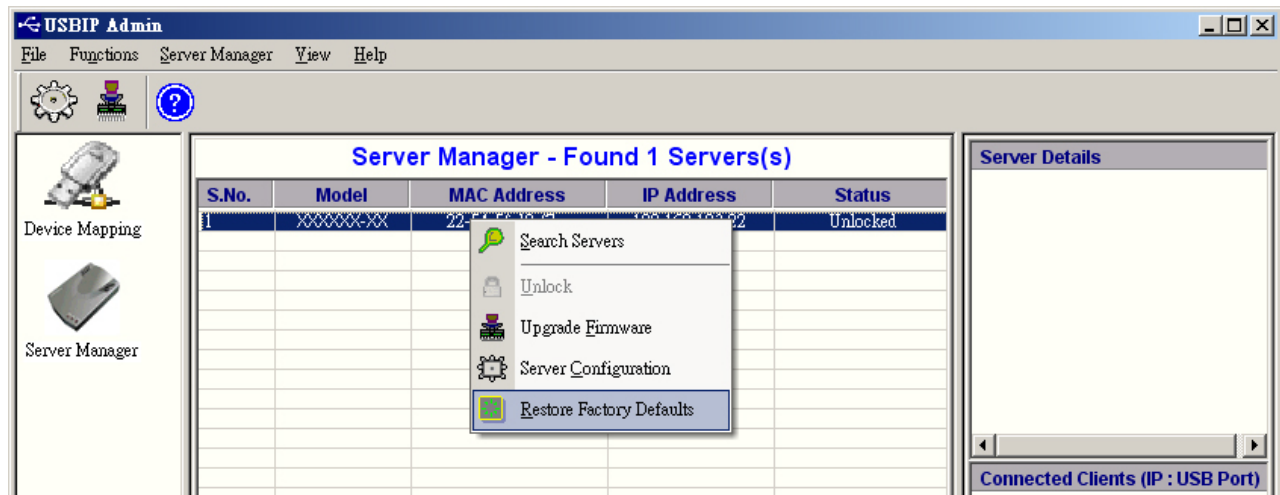 USBIP Admin
File Functions Server Manager View Help
Device Mapping
Server Manager
Server Manager - Found 1 Servers(s)
S.No. Model MAC Address IP Address Status
1 XXXXXX-XX Unlocked
Search Servers
Unlock
Upgrade Firmware
Server Configuration
Restore Factory Defaults
Server Details
Connected Clients (IP : USB Port)